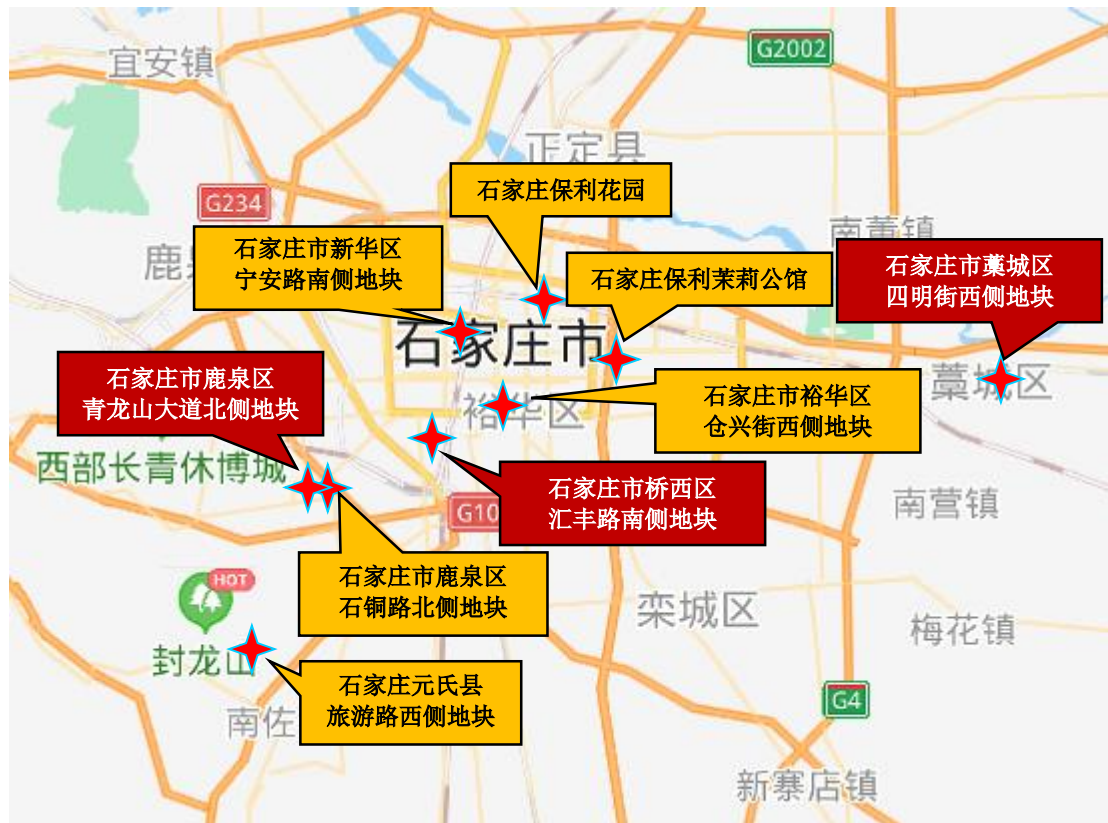 宜安镇
G2002
正定县
石家庄保利花园
G234
南董镇
石家庄市新华区
宁安路南侧地块
鹿
石家庄保利茉莉公馆
石家庄市藁城区
四明街西侧地块
石家庄市
石家庄市鹿泉区
青龙山大道北侧地块
藁城区
裕华区
石家庄市裕华区
仓兴街西侧地块
西部长青休博城
石家庄市桥西区
汇丰路南侧地块
南营镇
G10
石家庄市鹿泉区
石铜路北侧地块
HOT
栾城区
梅花镇
封龙山
石家庄元氏县
旅游路西侧地块
南佐
G4
新寨店镇